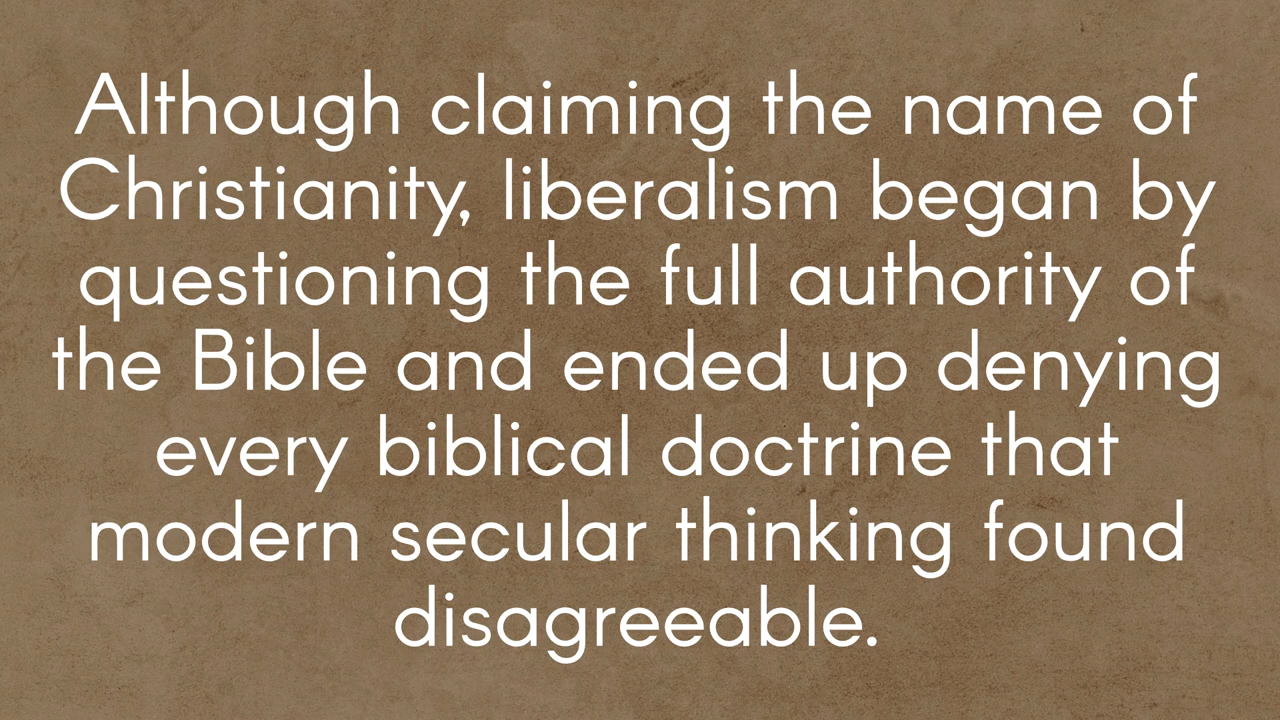 Although claiming the name of
Christianity, liberalism began by
questioning the full authority of
the Bible and ended up denying
every biblical doctrine that
modern secular thinking found
disagreeable.